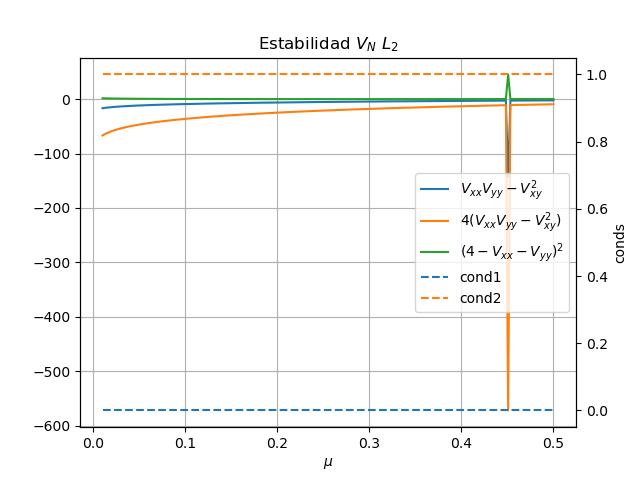 Estabilidad $V_N$ $L_2$
0
−100
−200
−300
−400
−500
−600
0.0
0.1
0.2
0.3
0.4
0.5
μ
1.0
0.8
0.6
0.4
0.2
0.0
conds
$V_{xx}V_{yy} - V_{xy}^2$
$4(V_{xx}V_{yy} - V_{xy}^2)$
$(4 - V_{xx} - V_{yy})^2$
cond1
cond2